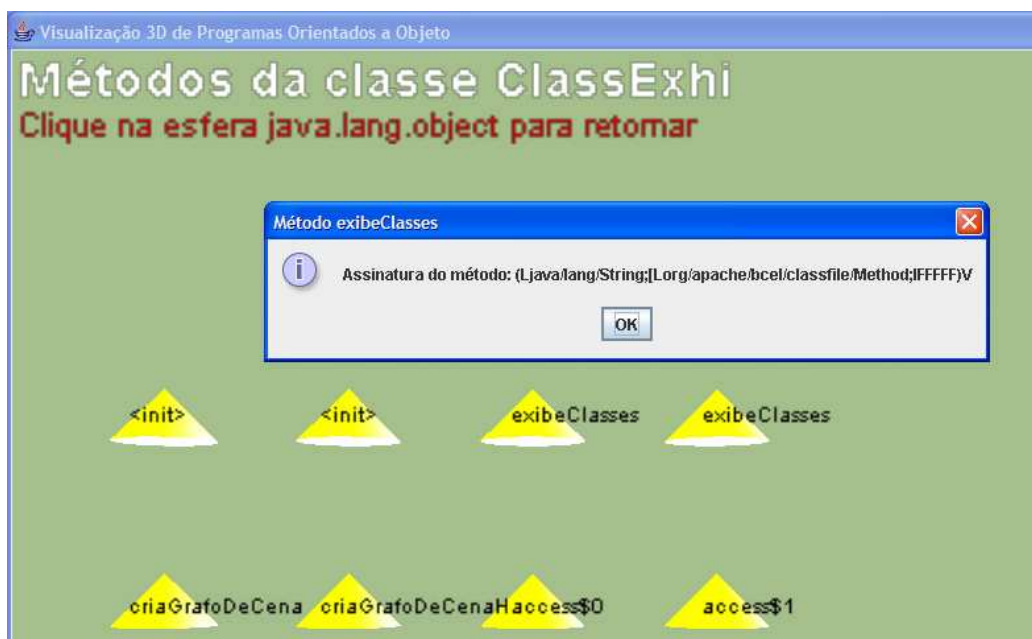 Visualização 3D de Programas Orientados a Objeto
Métodos da classe ClassExhi
Clique na esfera java.lang.object para retornar
Método exibeClasses
Assinatura do método: (Ljava/lang/String;[Lorg/apache/bcel/classfile/Method;IFFFFF)V
OK
<init> <init> exibeClasses exibeClasses
criaGrafoDeCena criaGrafoDeCenaH access$0 access$1